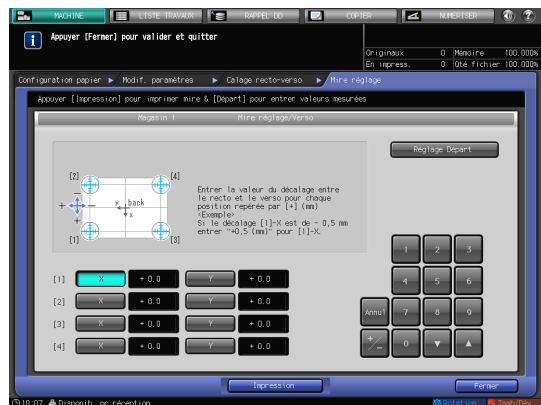 MACHINE LISTE TRAVAUX RAPPEL DD COPIER NUMERISER
Appuyer [Fermer] pour valider et quitter
Originaux 0 Mémoire 100.000%
En impress. 0 Qté fichier 100.000%
Configuration papier ▶ Modif. paramètres ▶ Calage recto-verso ▶ Mire réglage
Appuyer [Impression] pour imprimer mire & [Départ] pour entrer valeurs mesurées
Magasin 1 Mire réglage/Verso
Réglage Départ
[2] [4]
y back
x
[1] [3]
Entrer la valeur du décalage entre
le recto et le verso pour chaque
position repérée par [+] (mm)
<Exemple>
Si le décalage [1]-X est de - 0,5 mm
entrer "+0,5 (mm)" pour [1]-X.
1 2 3
4 5 6
Annul 7 8 9
+/- 0 ▼ ▲
[1] X + 0.0 Y + 0.0
[2] X + 0.0 Y + 0.0
[3] X + 0.0 Y + 0.0
[4] X + 0.0 Y + 0.0
Impression Fermer
10:07 Disponib. pr réception Rotation